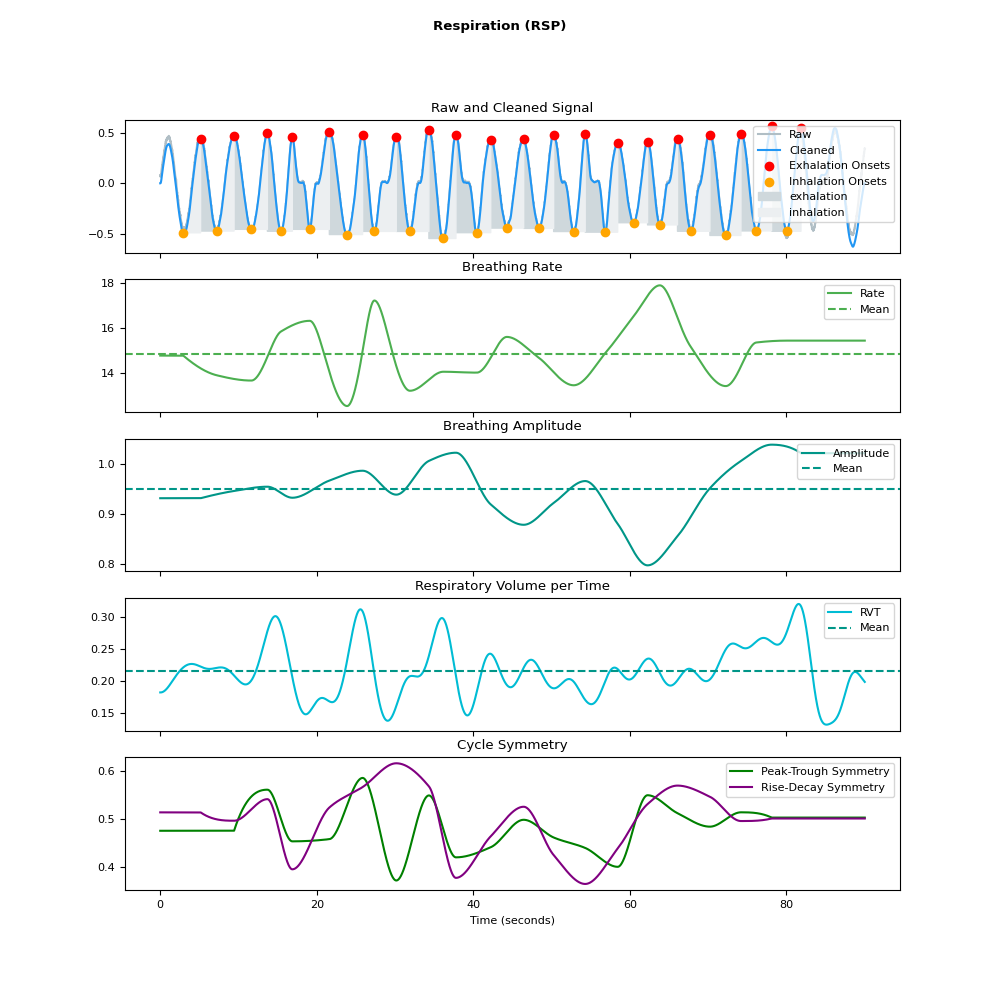 Respiration (RSP)
Raw and Cleaned Signal
0.5
0.0
−0.5
Raw
Cleaned
Exhalation Onsets
Inhalation Onsets
exhalation
inhalation
Breathing Rate
18
16
14
Rate
Mean
Breathing Amplitude
1.0
0.9
0.8
Amplitude
Mean
Respiratory Volume per Time
0.30
0.25
0.20
0.15
RVT
Mean
Cycle Symmetry
0.6
0.5
0.4
Peak-Trough Symmetry
Rise-Decay Symmetry
0 20 40 60 80
Time (seconds)